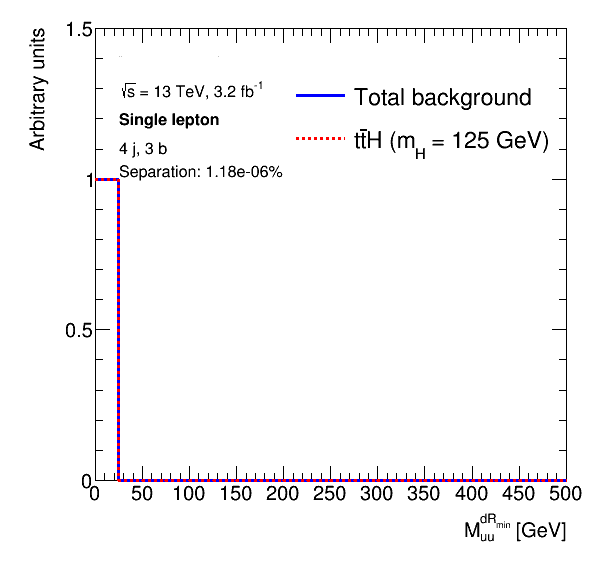 Arbitrary units
1.5
1
0.5
0
√s = 13 TeV, 3.2 fb⁻¹
Single lepton
4 j, 3 b
Separation: 1.18e-06%
Total background
tt̄H (m_H = 125 GeV)
0 50 100 150 200 250 300 350 400 450 500
M_uu^dR_min [GeV]